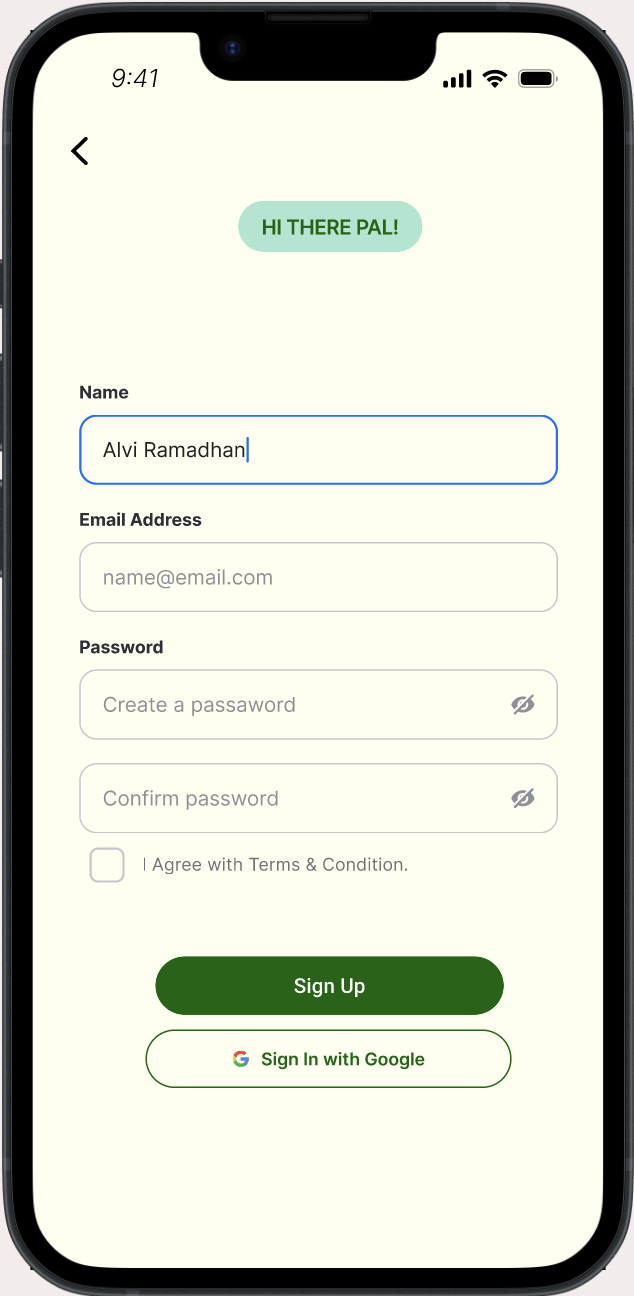 9:41
HI THERE PAL!
Name
Alvi Ramadhan
Email Address
name@email.com
Password
Create a passaword
Confirm password
I Agree with Terms & Condition.
Sign Up
Sign In with Google